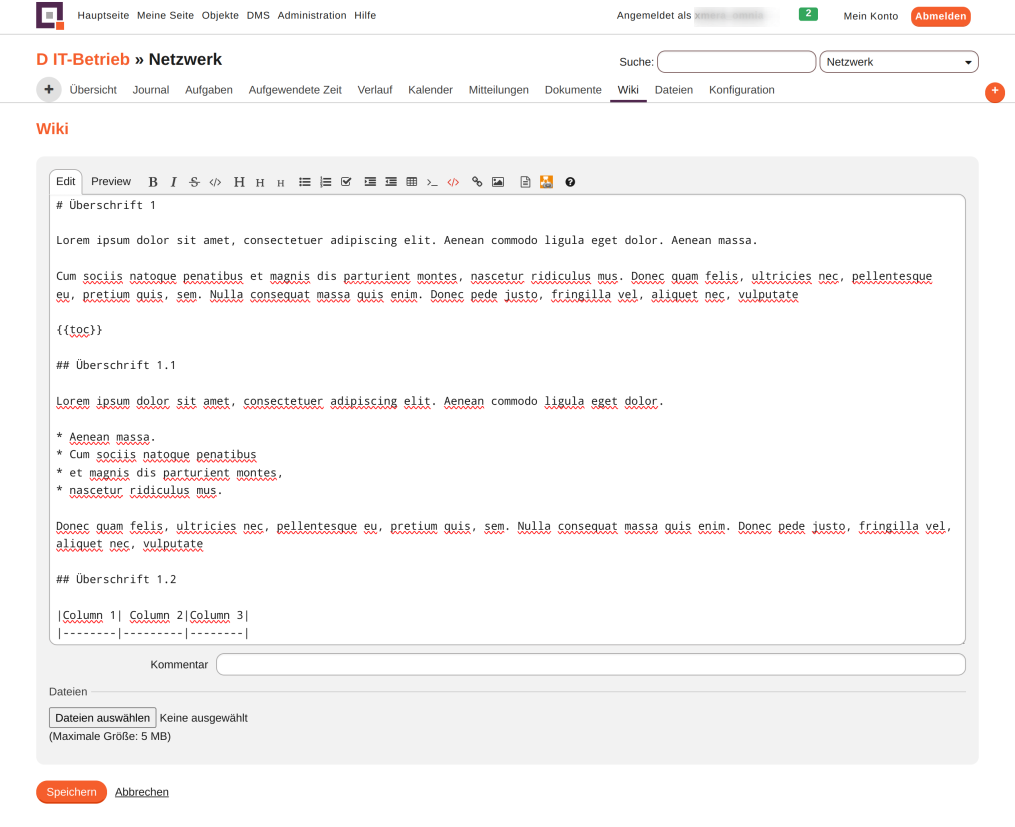 Hauptseite Meine Seite Objekte DMS Administration Hilfe
Angemeldet als
2
Mein Konto
Abmelden
D IT-Betrieb » Netzwerk
Suche:
Netzwerk
+ Übersicht Journal Aufgaben Aufgewendete Zeit Verlauf Kalender Mitteilungen Dokumente Wiki Dateien Konfiguration
+
Wiki
Edit Preview B I S </> H H H >_ </> ?
# Überschrift 1
Lorem ipsum dolor sit amet, consectetuer adipiscing elit. Aenean commodo ligula eget dolor. Aenean massa.
Cum sociis natoque penatibus et magnis dis parturient montes, nascetur ridiculus mus. Donec quam felis, ultricies nec, pellentesque
eu, pretium quis, sem. Nulla consequat massa quis enim. Donec pede justo, fringilla vel, aliquet nec, vulputate
{{toc}}
## Überschrift 1.1
Lorem ipsum dolor sit amet, consectetuer adipiscing elit. Aenean commodo ligula eget dolor.
* Aenean massa.
* Cum sociis natoque penatibus
* et magnis dis parturient montes,
* nascetur ridiculus mus.
Donec quam felis, ultricies nec, pellentesque eu, pretium quis, sem. Nulla consequat massa quis enim. Donec pede justo, fringilla vel,
aliquet nec, vulputate
## Überschrift 1.2
|Column 1| Column 2|Column 3|
|--------|---------|--------|
Kommentar
Dateien
Dateien auswählen Keine ausgewählt
(Maximale Größe: 5 MB)
Speichern Abbrechen